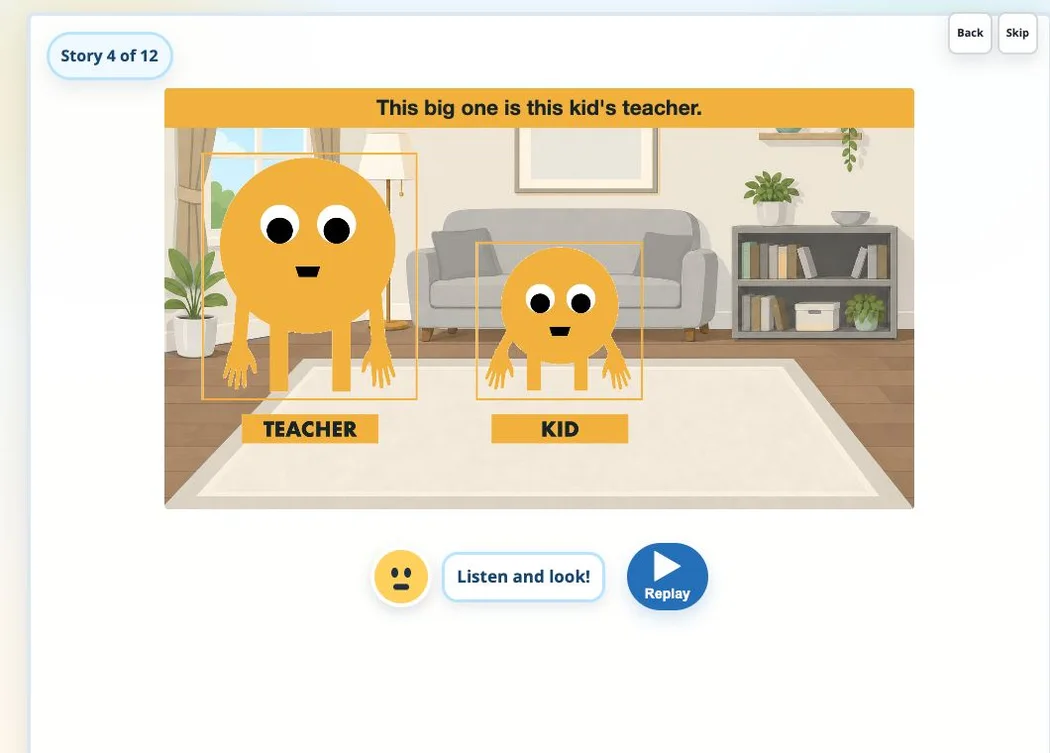 Back
Skip
Story 4 of 12
This big one is this kid's teacher.
TEACHER
KID
Listen and look!
Replay